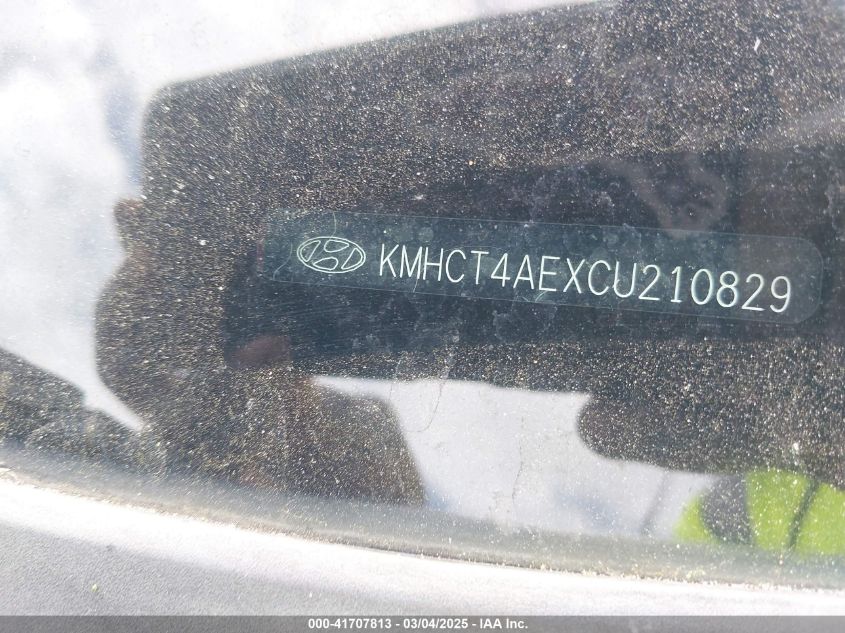 KMHCT4AEXCU210829
000-41707813 - 03/04/2025 - IAA Inc.